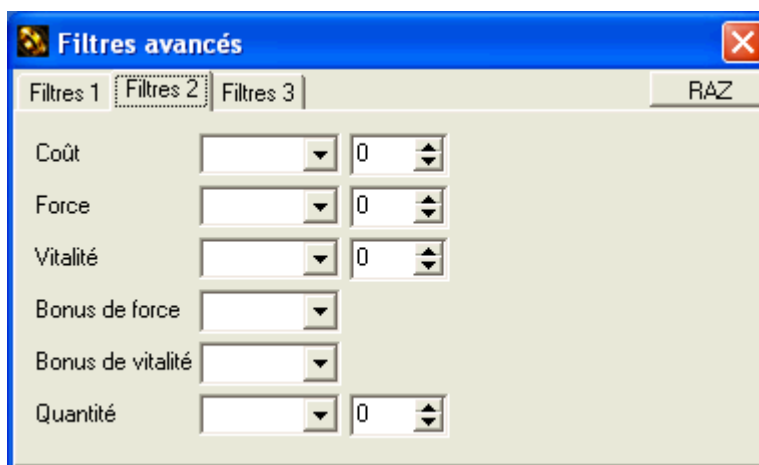 Filtres avancés
Filtres 1 Filtres 2 Filtres 3 RAZ
Coût 0
Force 0
Vitalité 0
Bonus de force
Bonus de vitalité
Quantité 0